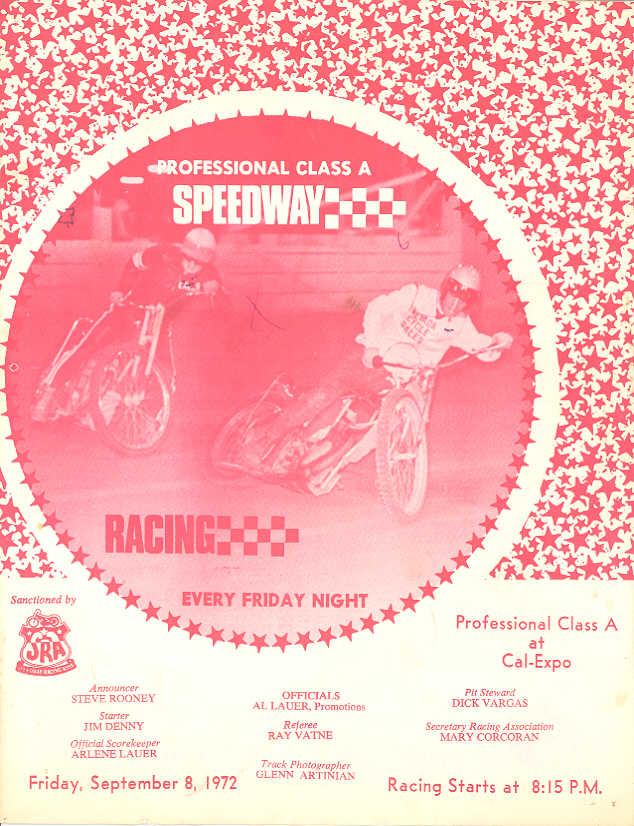 PROFESSIONAL CLASS A
SPEEDWAY
RACING
EVERY FRIDAY NIGHT
Sanctioned by
SRA
Professional Class A
at
Cal-Expo
Announcer
STEVE ROONEY
Starter
JIM DENNY
Official Scorekeeper
ARLENE LAUER
OFFICIALS
AL LAUER, Promotions
Referee
RAY VATNE
Track Photographer
GLENN ARTINIAN
Pit Steward
DICK VARGAS
Secretary Racing Association
MARY CORCORAN
Friday, September 8, 1972
Racing Starts at 8:15 P.M.